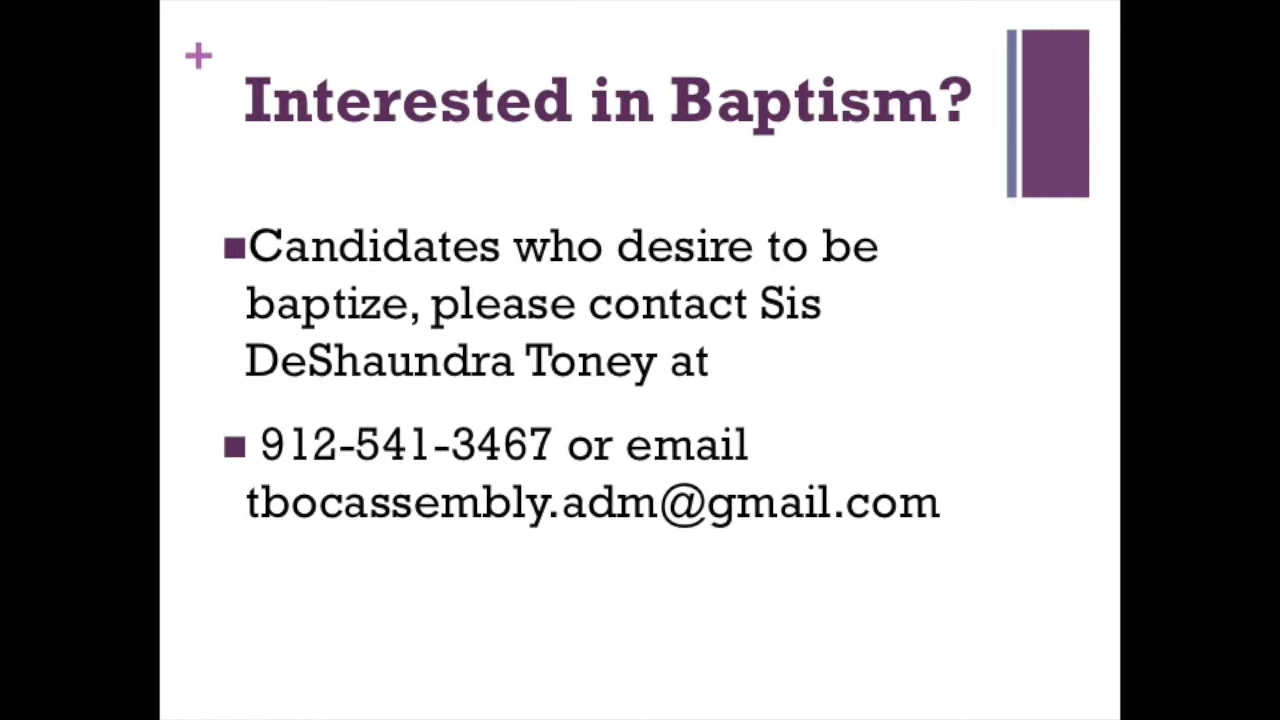 +
Interested in Baptism?
■Candidates who desire to be
baptize, please contact Sis
DeShaundra Toney at
■ 912-541-3467 or email
tbocassembly.adm@gmail.com